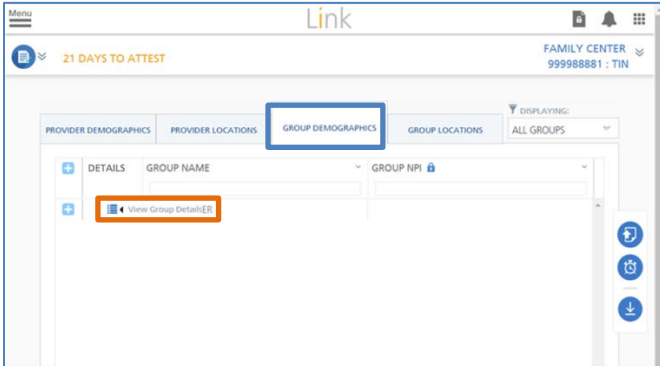 Menu
Link
21 DAYS TO ATTEST
FAMILY CENTER
999988881 : TIN
DISPLAYING:
PROVIDER DEMOGRAPHICS PROVIDER LOCATIONS GROUP DEMOGRAPHICS GROUP LOCATIONS ALL GROUPS
DETAILS GROUP NAME GROUP NPI
View Group DetailsER